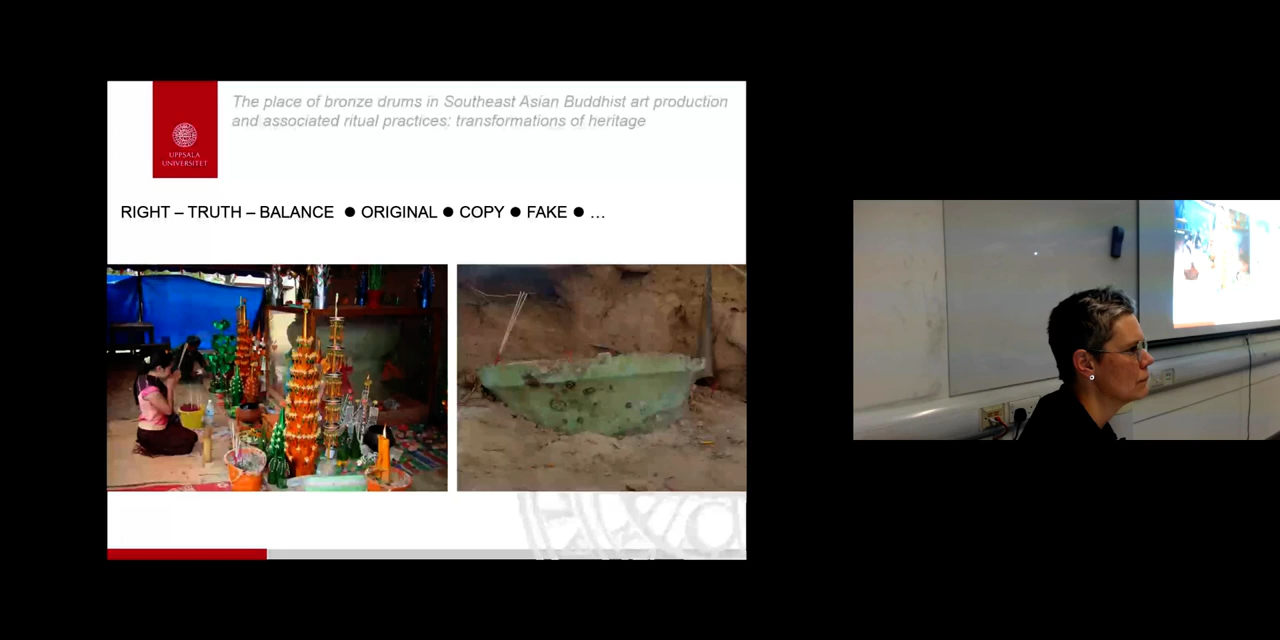 The place of bronze drums in Southeast Asian Buddhist art production
and associated ritual practices: transformations of heritage
UPPSALA
UNIVERSITET
RIGHT – TRUTH – BALANCE ● ORIGINAL ● COPY ● FAKE ● …